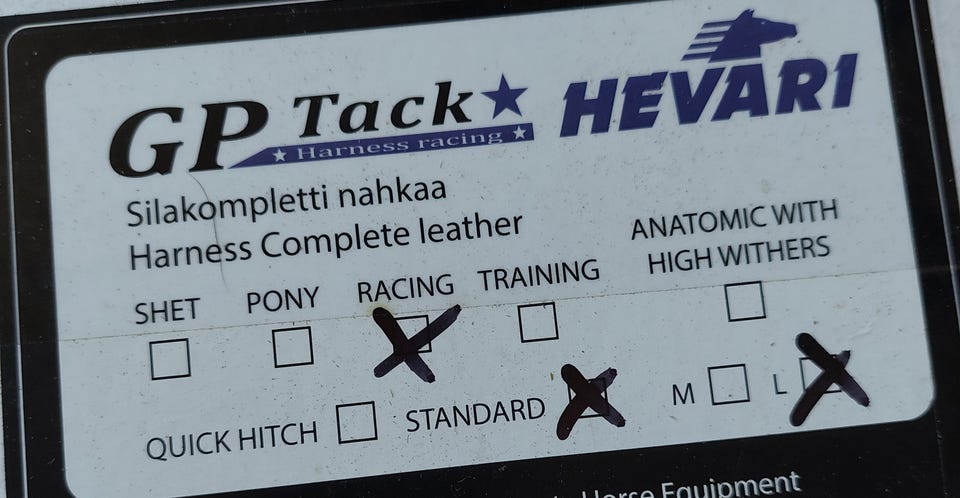 GP Tack HEVARI
Harness racing
Silakompletti nahkaa
Harness Complete leather
ANATOMIC WITH
HIGH WITHERS
SHET PONY RACING TRAINING
QUICK HITCH STANDARD M L
Horse Equipment